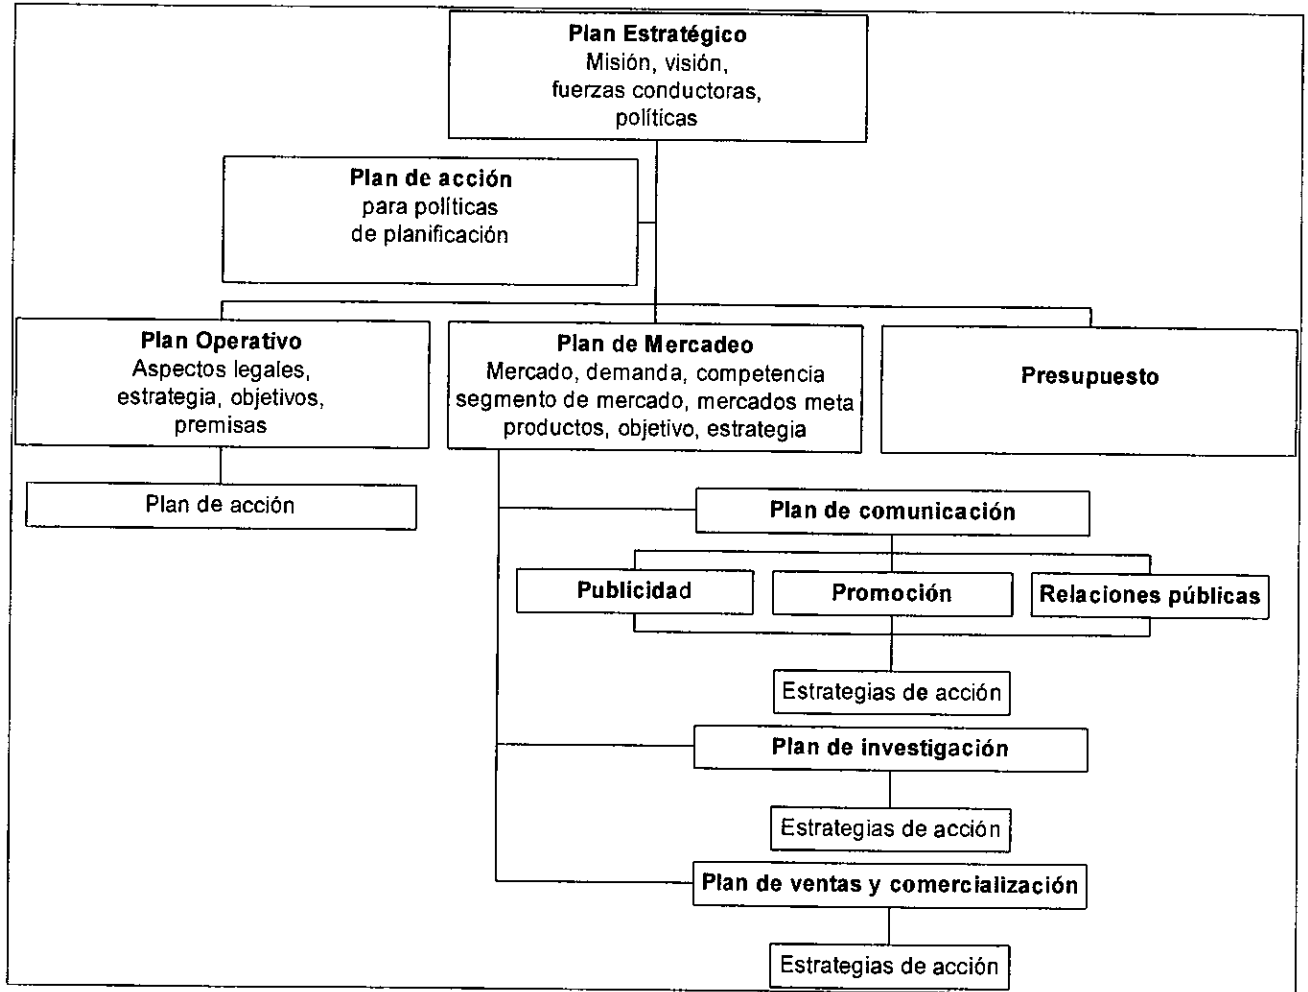 Plan Estratégico
Misión, visión,
fuerzas conductoras,
políticas
Plan de acción
para políticas
de planificación
Plan Operativo
Aspectos legales,
estrategia, objetivos,
premisas
Plan de Mercadeo
Mercado, demanda, competencia
segmento de mercado, mercados meta
productos, objetivo, estrategia
Presupuesto
Plan de acción
Plan de comunicación
Publicidad
Promoción
Relaciones públicas
Estrategias de acción
Plan de investigación
Estrategias de acción
Plan de ventas y comercialización
Estrategias de acción